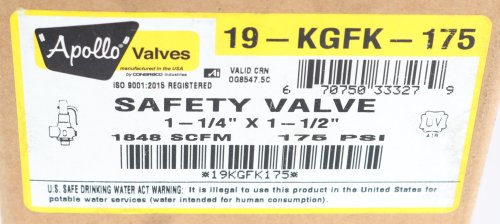 "Apollo" Valves
manufactured in the USA
by CONBRACO Industries
19-KGFK-175
ISO 9001:2015 REGISTERED
VALID CRN
OG8547.5C
6 70750 33327 9
SAFETY VALVE
1-1/4" X 1-1/2"
1848 SCFM 175 PSI
UV
AIR
*19KGFK175*
U.S. SAFE DRINKING WATER ACT WARNING: It is illegal to use this product in the United States for
potable water services (water intended for human consumption).